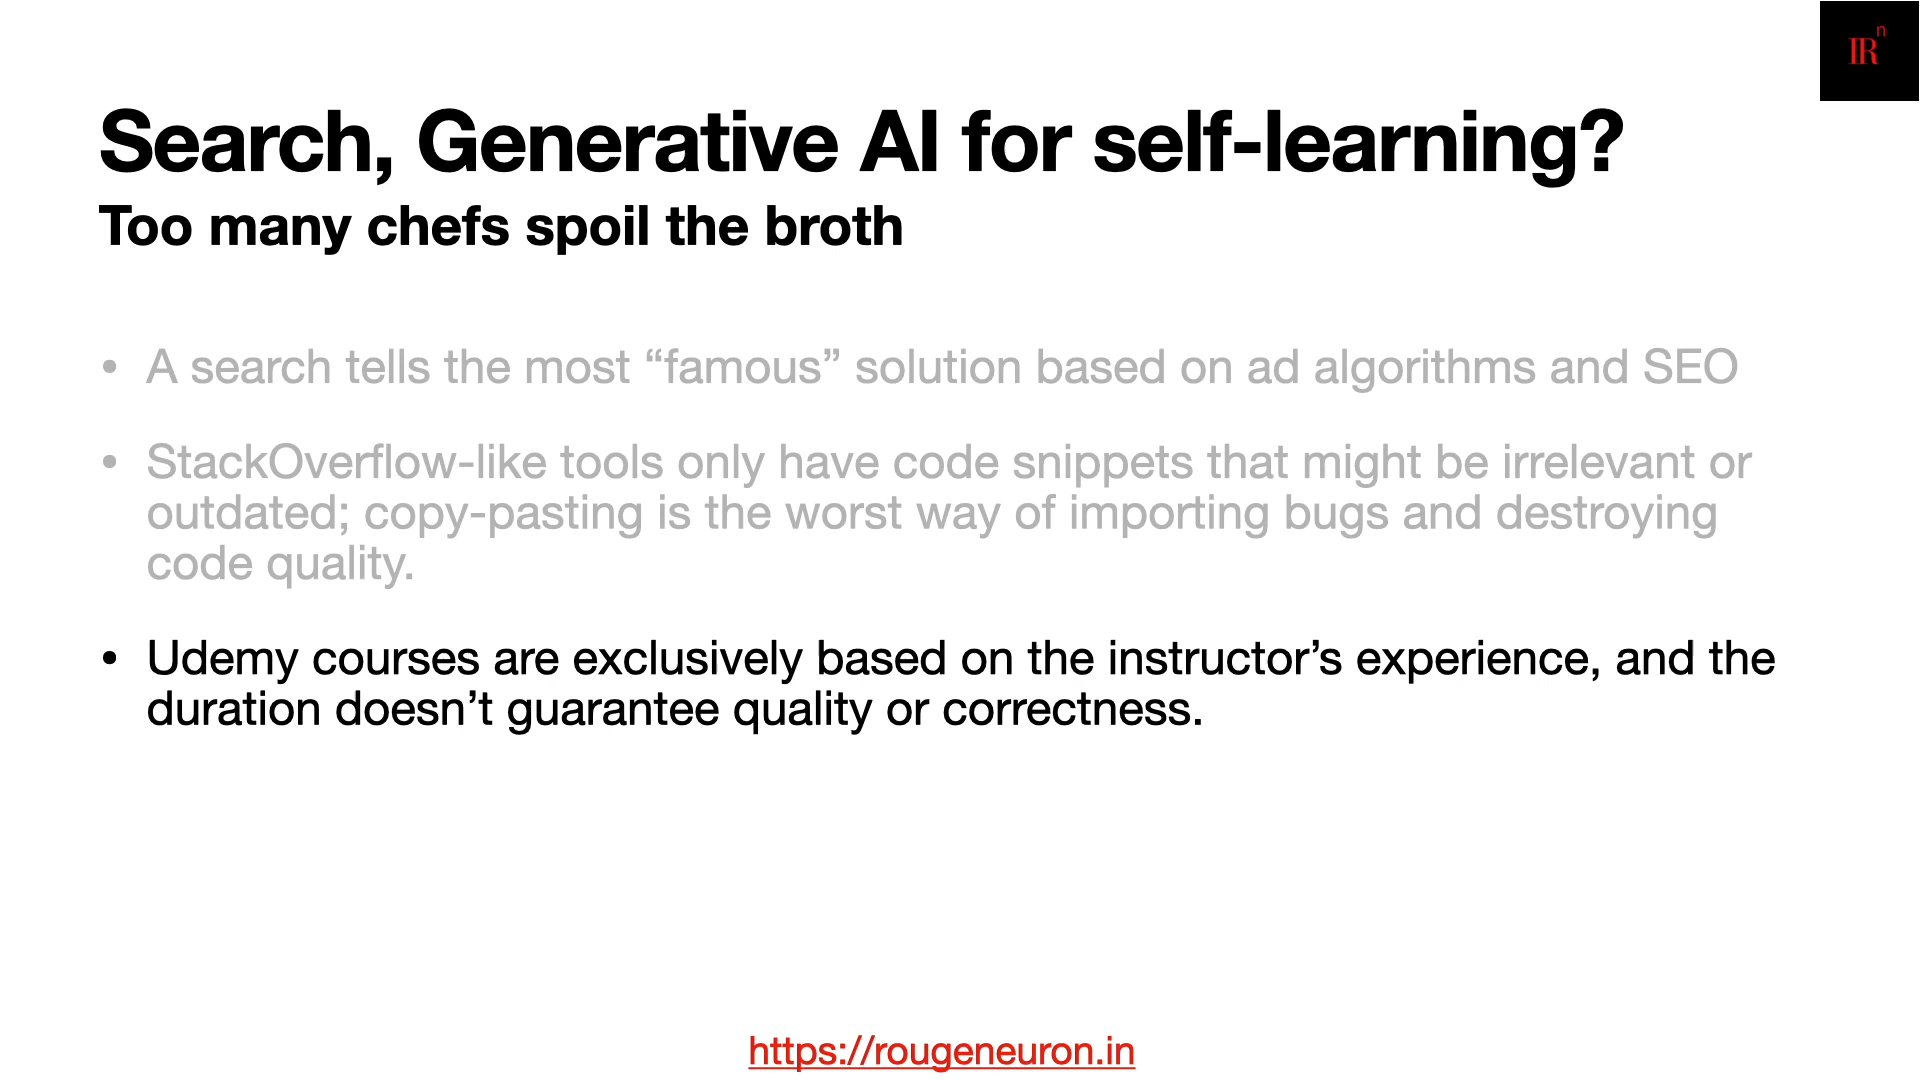 IRn
Search, Generative AI for self-learning?
Too many chefs spoil the broth
• A search tells the most “famous” solution based on ad algorithms and SEO
• StackOverflow-like tools only have code snippets that might be irrelevant or
outdated; copy-pasting is the worst way of importing bugs and destroying
code quality.
• Udemy courses are exclusively based on the instructor’s experience, and the
duration doesn’t guarantee quality or correctness.
https://rougeneuron.in